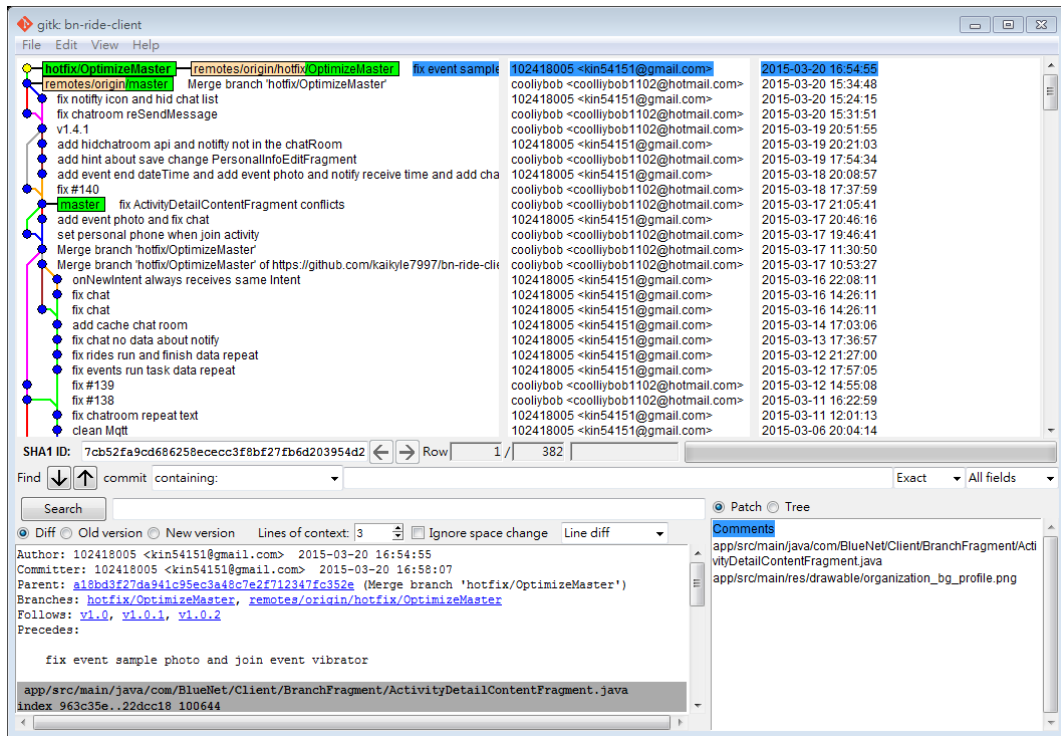 gitk: bn-ride-client
File Edit View Help
hotfix/OptimizeMaster remotes/origin/hotfix/OptimizeMaster fix event sample 102418005 <kin54151@gmail.com> 2015-03-20 16:54:55
remotes/origin/master Merge branch 'hotfix/OptimizeMaster' cooliybob <coolliybob1102@hotmail.com> 2015-03-20 15:34:48
fix notifty icon and hid chat list 102418005 <kin54151@gmail.com> 2015-03-20 15:24:15
fix chatroom reSendMessage cooliybob <coolliybob1102@hotmail.com> 2015-03-20 15:31:51
v1.4.1 cooliybob <coolliybob1102@hotmail.com> 2015-03-19 20:51:55
add hidchatroom api and notifty not in the chatRoom 102418005 <kin54151@gmail.com> 2015-03-19 20:21:03
add hint about save change PersonalInfoEditFragment cooliybob <coolliybob1102@hotmail.com> 2015-03-19 17:54:34
add event end dateTime and add event photo and notify receive time and add cha 102418005 <kin54151@gmail.com> 2015-03-18 20:08:57
fix #140 cooliybob <coolliybob1102@hotmail.com> 2015-03-18 17:37:59
master fix ActivityDetailContentFragment conflicts cooliybob <coolliybob1102@hotmail.com> 2015-03-17 21:05:41
add event photo and fix chat 102418005 <kin54151@gmail.com> 2015-03-17 20:46:16
set personal phone when join activity cooliybob <coolliybob1102@hotmail.com> 2015-03-17 19:46:41
Merge branch 'hotfix/OptimizeMaster' cooliybob <coolliybob1102@hotmail.com> 2015-03-17 11:30:50
Merge branch 'hotfix/OptimizeMaster' of https://github.com/kaikyle7997/bn-ride-clie cooliybob <coolliybob1102@hotmail.com> 2015-03-17 10:53:27
onNewIntent always receives same Intent 102418005 <kin54151@gmail.com> 2015-03-16 22:08:11
fix chat 102418005 <kin54151@gmail.com> 2015-03-16 14:26:11
fix chat 102418005 <kin54151@gmail.com> 2015-03-16 14:26:11
add cache chat room 102418005 <kin54151@gmail.com> 2015-03-14 17:03:06
fix chat no data about notify 102418005 <kin54151@gmail.com> 2015-03-13 17:36:57
fix rides run and finish data repeat 102418005 <kin54151@gmail.com> 2015-03-12 21:27:00
fix events run task data repeat 102418005 <kin54151@gmail.com> 2015-03-12 17:57:05
fix #139 cooliybob <coolliybob1102@hotmail.com> 2015-03-12 14:55:08
fix #138 cooliybob <coolliybob1102@hotmail.com> 2015-03-11 16:22:59
fix chatroom repeat text 102418005 <kin54151@gmail.com> 2015-03-11 12:01:13
clean Mqtt 102418005 <kin54151@gmail.com> 2015-03-06 20:04:14
SHA1 ID: 7cb52fa9cd686258ececc3f8bf27fb6d203954d2 Row 1 / 382
Find commit containing: Exact All fields
Search
Patch Tree
Diff Old version New version Lines of context: 3 Ignore space change Line diff
Comments
app/src/main/java/com/BlueNet/Client/BranchFragment/Acti
vityDetailContentFragment.java
app/src/main/res/drawable/organization_bg_profile.png
Author: 102418005 <kin54151@gmail.com> 2015-03-20 16:54:55
Committer: 102418005 <kin54151@gmail.com> 2015-03-20 16:58:07
Parent: a18bd3f27da941c95ec3a48c7e2f712347fc352e (Merge branch 'hotfix/OptimizeMaster')
Branches: hotfix/OptimizeMaster, remotes/origin/hotfix/OptimizeMaster
Follows: v1.0, v1.0.1, v1.0.2
Precedes:
fix event sample photo and join event vibrator
app/src/main/java/com/BlueNet/Client/BranchFragment/ActivityDetailContentFragment.java
index 963c35e..22dcc18 100644